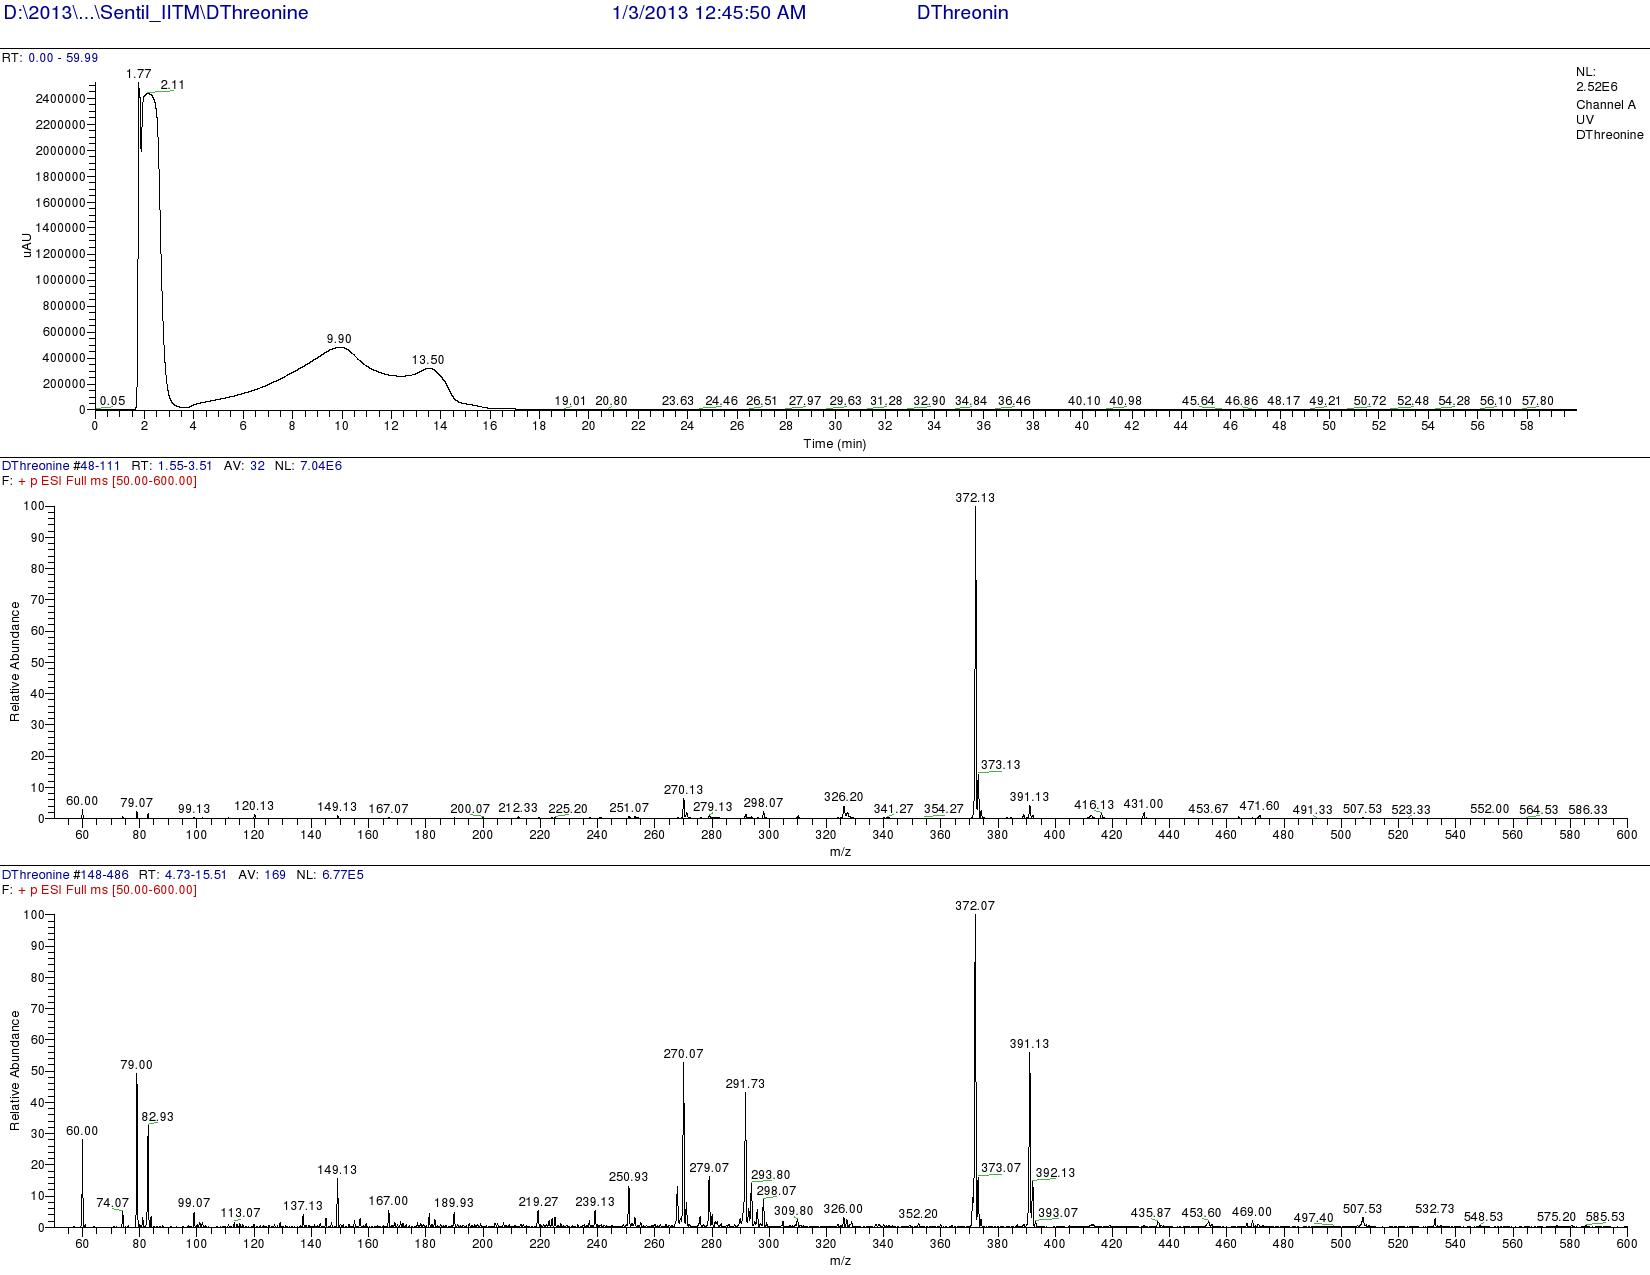 D:\2013\...\Sentil_IITM\DThreonine 1/3/2013 12:45:50 AM DThreonin
RT: 0.00 - 59.99
1.77
2.11
NL:
2.52E6
Channel A
UV
DThreonine
2400000
2200000
2000000
1800000
1600000
1400000
1200000
1000000
800000
600000
400000
200000
0
uAU
9.90
13.50
0.05 19.01 20.80 23.63 24.46 26.51 27.97 29.63 31.28 32.90 34.84 36.46 40.10 40.98 45.64 46.86 48.17 49.21 50.72 52.48 54.28 56.10 57.80
0 2 4 6 8 10 12 14 16 18 20 22 24 26 28 30 32 34 36 38 40 42 44 46 48 50 52 54 56 58
Time (min)
DThreonine #48-111 RT: 1.55-3.51 AV: 32 NL: 7.04E6
F: + p ESI Full ms [50.00-600.00]
372.13
100
90
80
70
60
50
40
30
20
10
0
Relative Abundance
373.13
60.00 79.07 99.13 120.13 149.13 167.07 200.07 212.33 225.20 251.07 270.13 279.13 298.07 326.20 341.27 354.27 391.13 416.13 431.00 453.67 471.60 491.33 507.53 523.33 552.00 564.53 586.33
60 80 100 120 140 160 180 200 220 240 260 280 300 320 340 360 380 400 420 440 460 480 500 520 540 560 580 600
m/z
DThreonine #148-486 RT: 4.73-15.51 AV: 169 NL: 6.77E5
F: + p ESI Full ms [50.00-600.00]
372.07
100
90
80
70
60
50
40
30
20
10
0
Relative Abundance
391.13
270.07
79.00
291.73
82.93
60.00
149.13 250.93 279.07 293.80 373.07 392.13
74.07 99.07 113.07 137.13 167.00 189.93 219.27 239.13 298.07 309.80 326.00 352.20 393.07 435.87 453.60 469.00 497.40 507.53 532.73 548.53 575.20 585.53
60 80 100 120 140 160 180 200 220 240 260 280 300 320 340 360 380 400 420 440 460 480 500 520 540 560 580 600
m/z